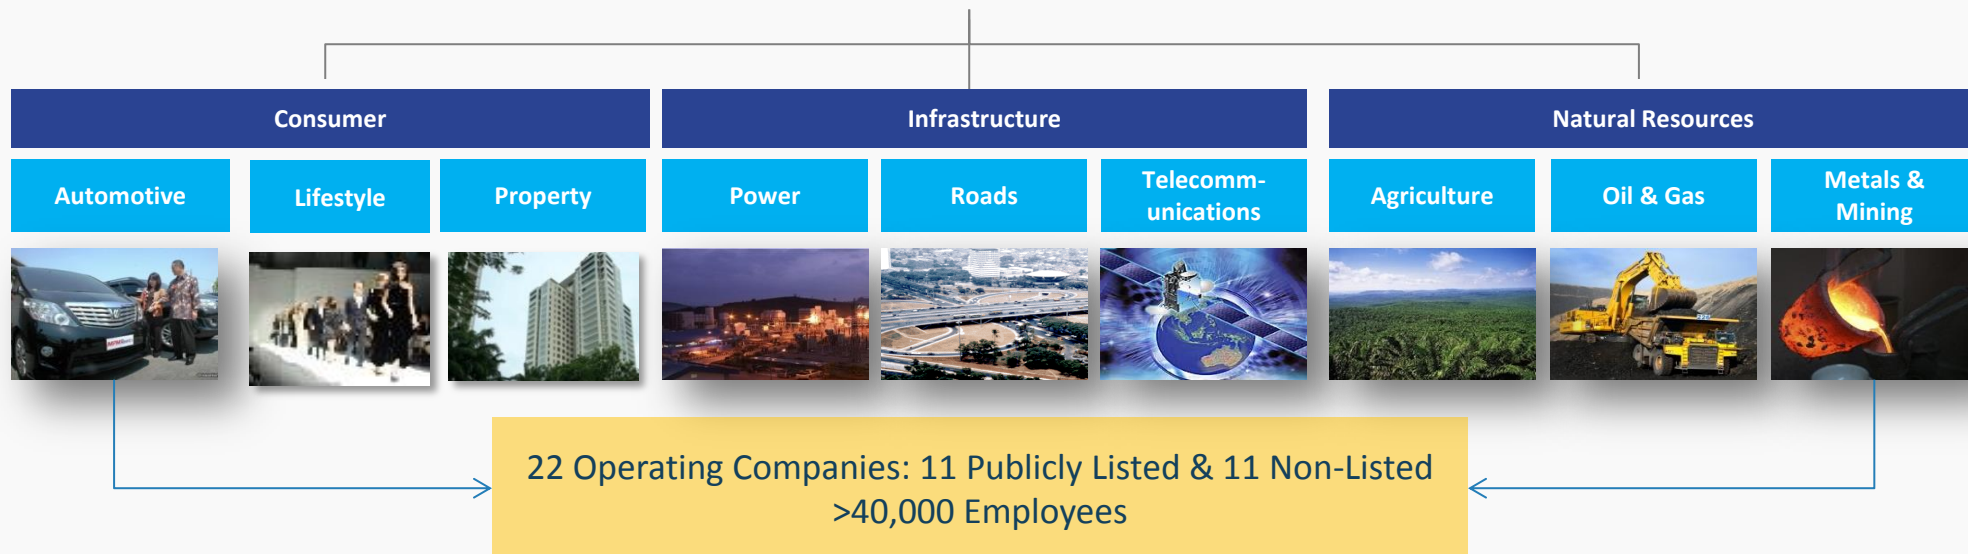 Consumer
Infrastructure
Natural Resources
Automotive
Lifestyle
Property
Power
Roads
Telecomm-
unications
Agriculture
Oil & Gas
Metals &
Mining
22 Operating Companies: 11 Publicly Listed & 11 Non-Listed
>40,000 Employees